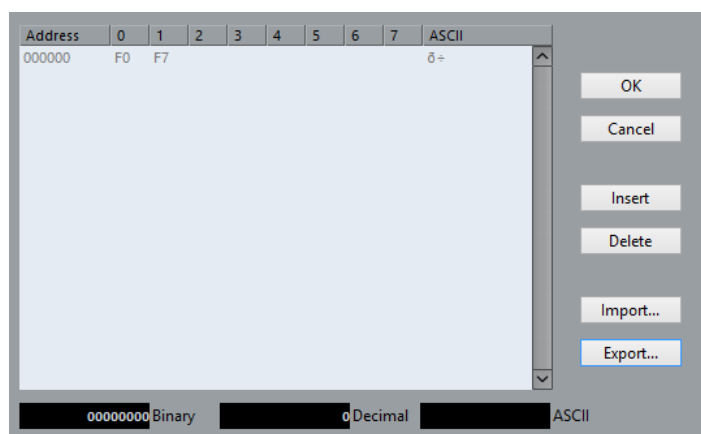 Address 0 1 2 3 4 5 6 7 ASCII
000000 F0 F7 ð÷
OK
Cancel
Insert
Delete
Import...
Export...
00000000 Binary 0 Decimal ASCII